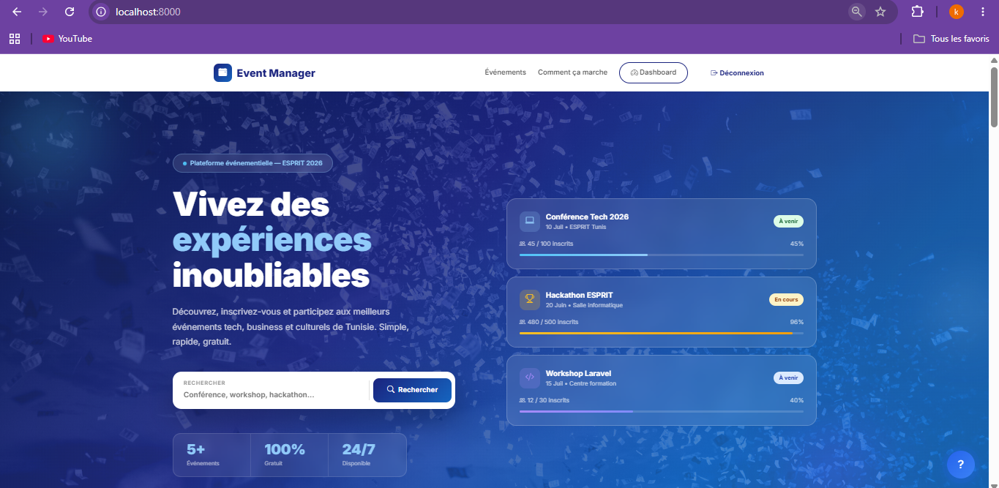 localhost:8000
k
YouTube
Tous les favoris
Event Manager
Événements
Comment ça marche
Dashboard
Déconnexion
Plateforme événementielle — ESPRIT 2026
Vivez des
expériences
inoubliables
Découvrez, inscrivez-vous et participez aux meilleurs
événements tech, business et culturels de Tunisie. Simple,
rapide, gratuit.
RECHERCHER
Conférence, workshop, hackathon...
Rechercher
5+
Événements
100%
Gratuit
24/7
Disponible
Conférence Tech 2026
10 Juil • ESPRIT Tunis
À venir
45 / 100 inscrits
45%
Hackathon ESPRIT
20 Juin • Salle informatique
En cours
480 / 500 inscrits
96%
Workshop Laravel
15 Juil • Centre formation
À venir
12 / 30 inscrits
40%
?